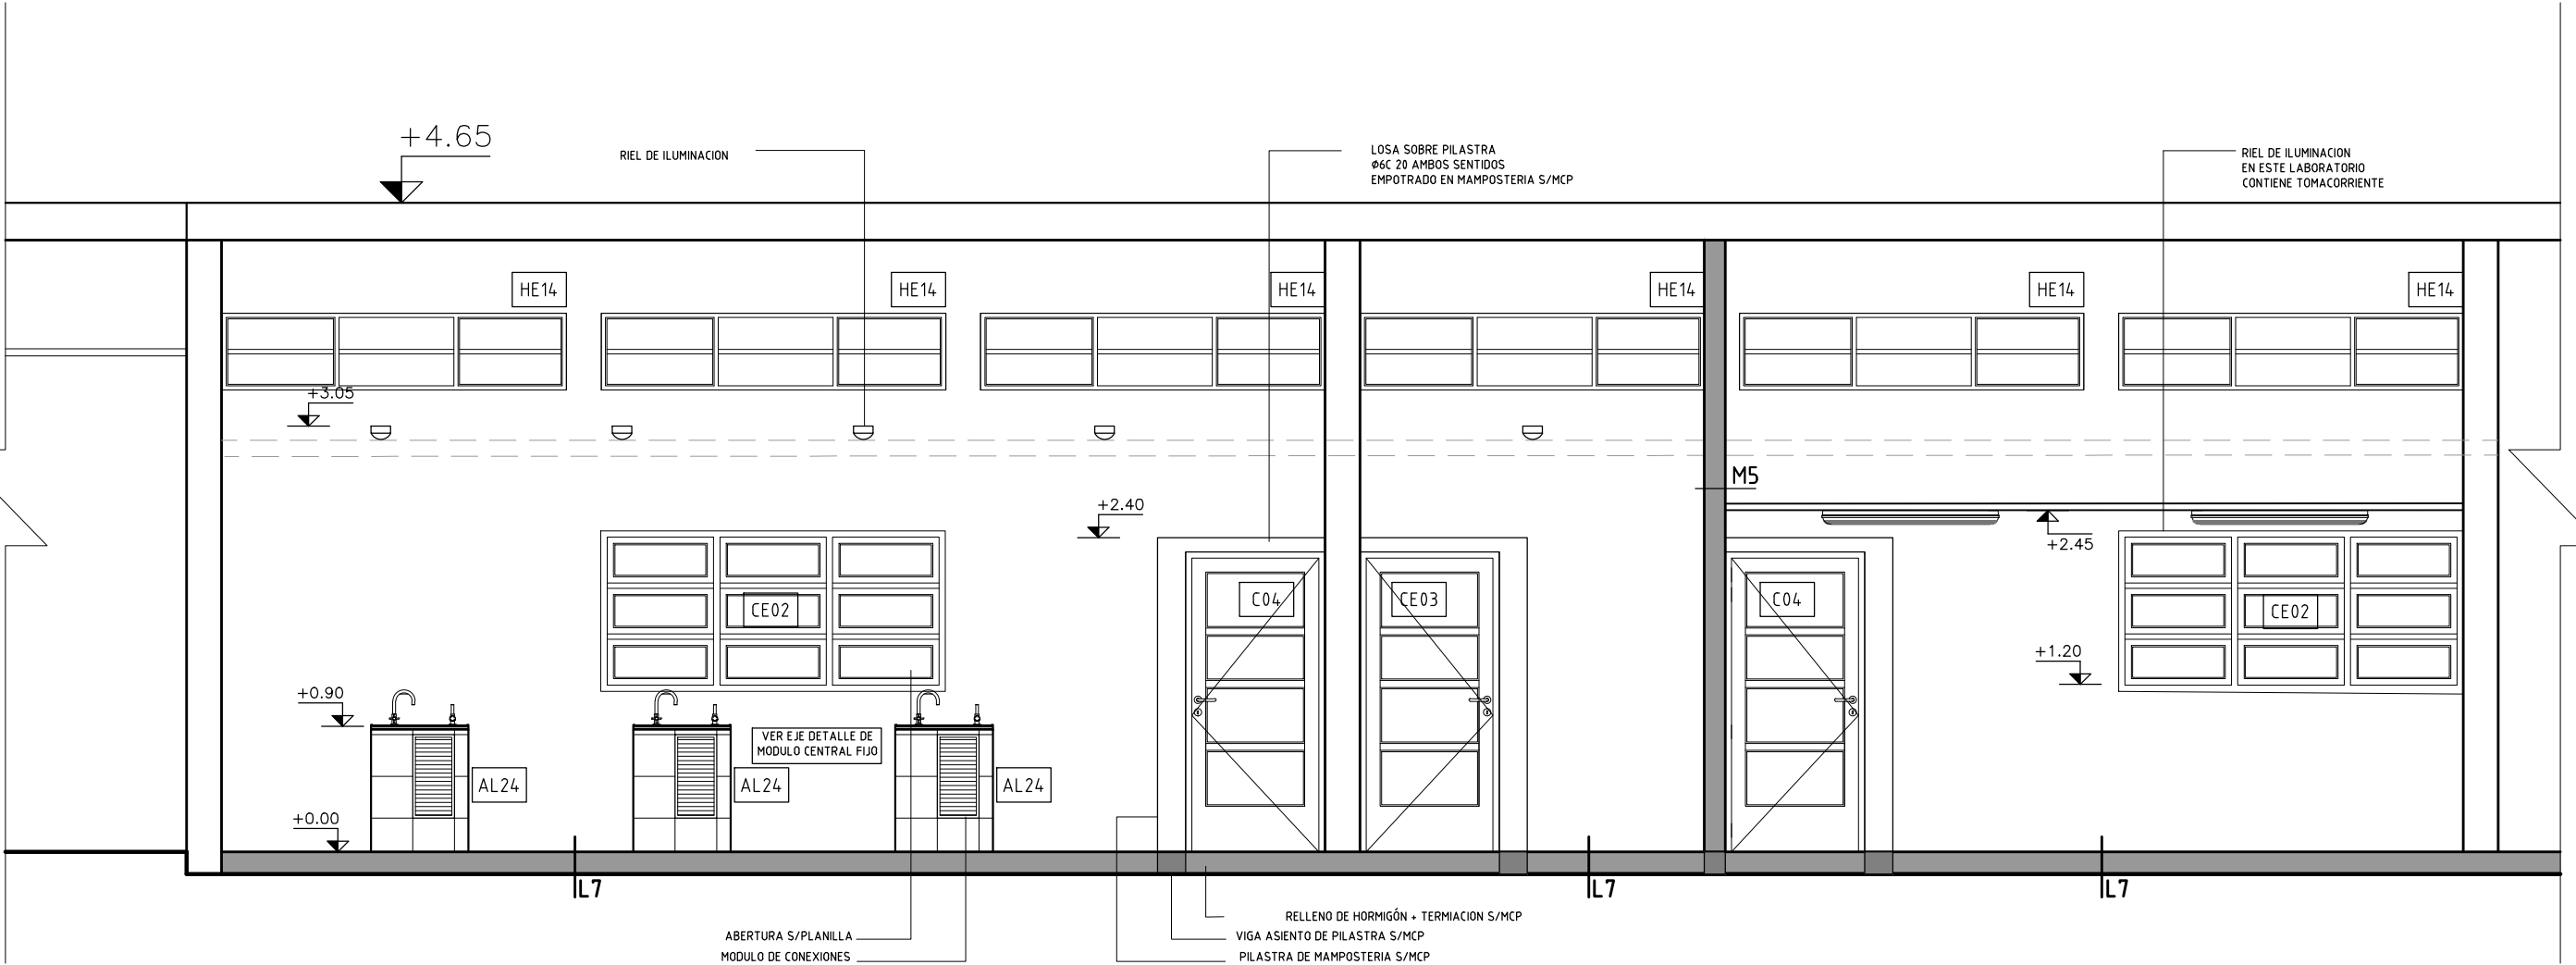 +4.65
RIEL DE ILUMINACION
LOSA SOBRE PILASTRA
Ø6C 20 AMBOS SENTIDOS
EMPOTRADO EN MAMPOSTERIA S/MCP
RIEL DE ILUMINACION
EN ESTE LABORATORIO
CONTIENE TOMACORRIENTE
HE14
HE14
HE14
HE14
HE14
HE14
+3.05
M5
+2.40
+2.45
CE02
C04
CE03
C04
CE02
+1.20
+0.90
VER EJE DETALLE DE
MODULO CENTRAL FIJO
AL24
AL24
AL24
+0.00
L7
L7
L7
RELLENO DE HORMIGÓN + TERMIACION S/MCP
ABERTURA S/PLANILLA
VIGA ASIENTO DE PILASTRA S/MCP
MODULO DE CONEXIONES
PILASTRA DE MAMPOSTERIA S/MCP